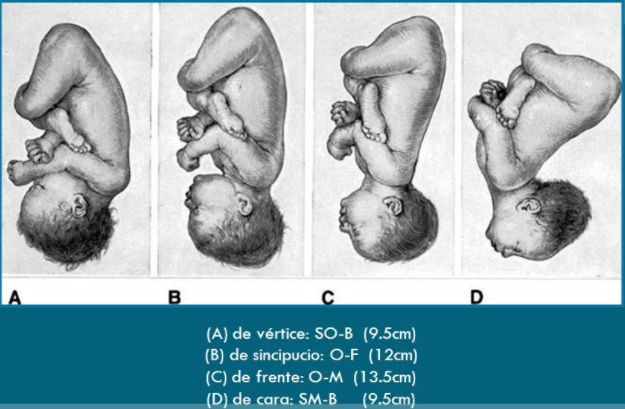 A B C D
(A) de vértice: SO-B (9.5cm)
(B) de sincipucio: O-F (12cm)
(C) de frente: O-M (13.5cm)
(D) de cara: SM-B (9.5cm)